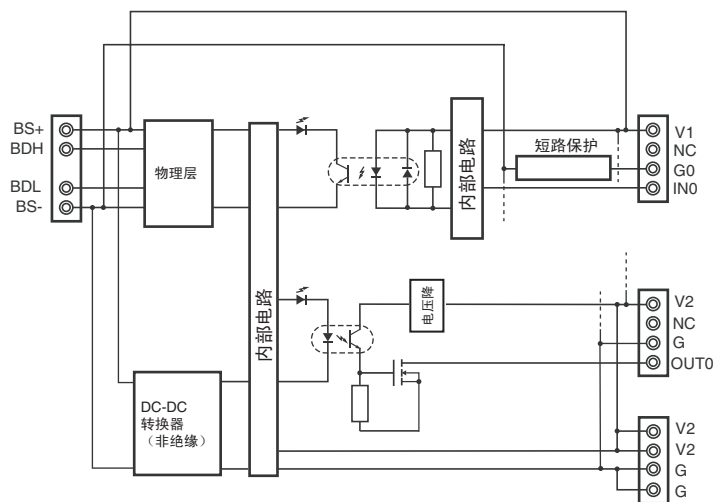 BS+
BDH
BDL
BS-
物理层
内部电路
内部电路
短路保护
V1
NC
G0
IN0
电压降
V2
NC
G
OUT0
DC-DC
转换器
（非绝缘）
V2
V2
G
G